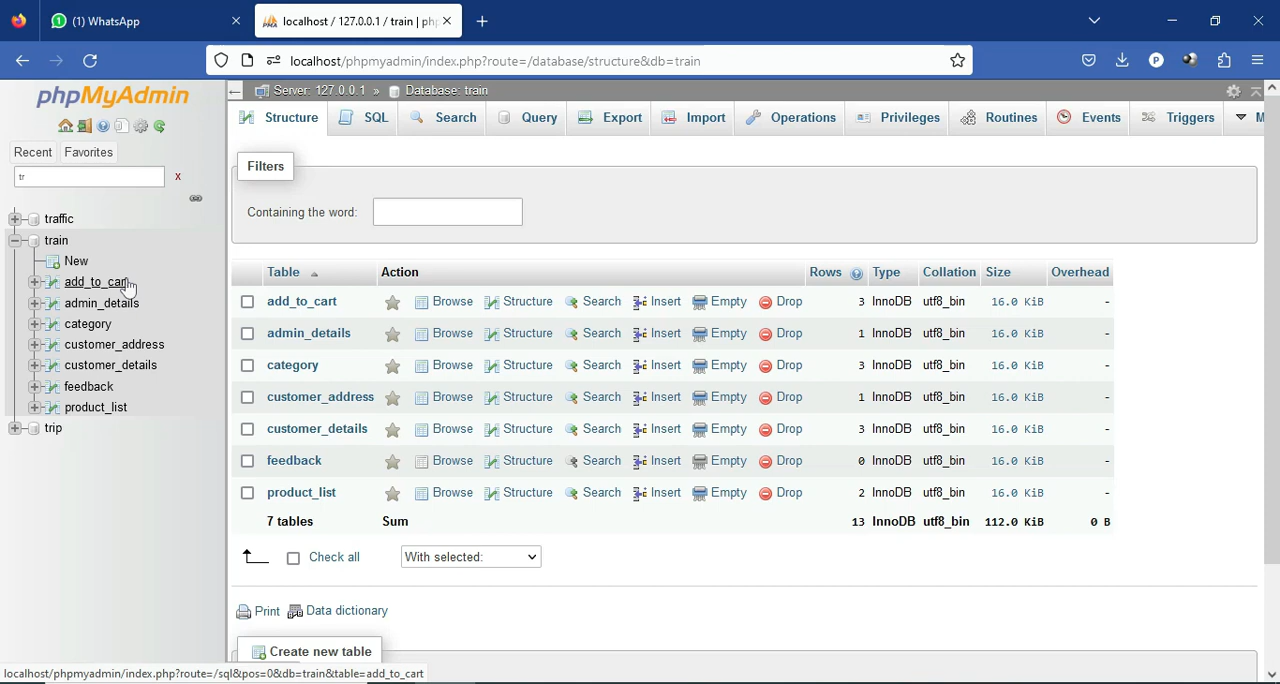 (1) WhatsApp
localhost / 127.0.0.1 / train | php
localhost/phpmyadmin/index.php?route=/database/structure&db=train
phpMyAdmin
Recent Favorites
tr x
traffic
train
New
add_to_cart
admin_details
category
customer_address
customer_details
feedback
product_list
trip
Server: 127.0.0.1 » Database: train
Structure SQL Search Query Export Import Operations Privileges Routines Events Triggers M
Filters
Containing the word:
Table Action Rows Type Collation Size Overhead
add_to_cart Browse Structure Search Insert Empty Drop 3 InnoDB utf8_bin 16.0 KiB -
admin_details Browse Structure Search Insert Empty Drop 1 InnoDB utf8_bin 16.0 KiB -
category Browse Structure Search Insert Empty Drop 3 InnoDB utf8_bin 16.0 KiB -
customer_address Browse Structure Search Insert Empty Drop 1 InnoDB utf8_bin 16.0 KiB -
customer_details Browse Structure Search Insert Empty Drop 3 InnoDB utf8_bin 16.0 KiB -
feedback Browse Structure Search Insert Empty Drop 0 InnoDB utf8_bin 16.0 KiB -
product_list Browse Structure Search Insert Empty Drop 2 InnoDB utf8_bin 16.0 KiB -
7 tables Sum 13 InnoDB utf8_bin 112.0 KiB 0 B
Check all With selected:
Print Data dictionary
Create new table
localhost/phpmyadmin/index.php?route=/sql&pos=0&db=train&table=add_to_cart